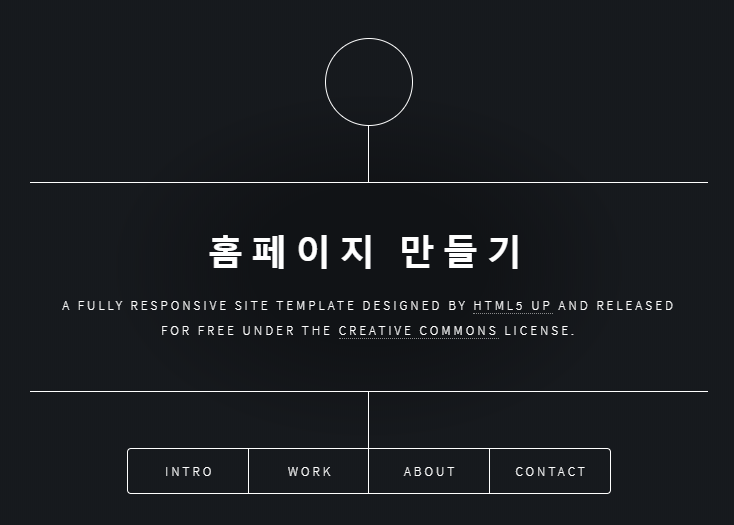 홈페이지 만들기
A FULLY RESPONSIVE SITE TEMPLATE DESIGNED BY HTML5 UP AND RELEASED
FOR FREE UNDER THE CREATIVE COMMONS LICENSE.
INTRO WORK ABOUT CONTACT